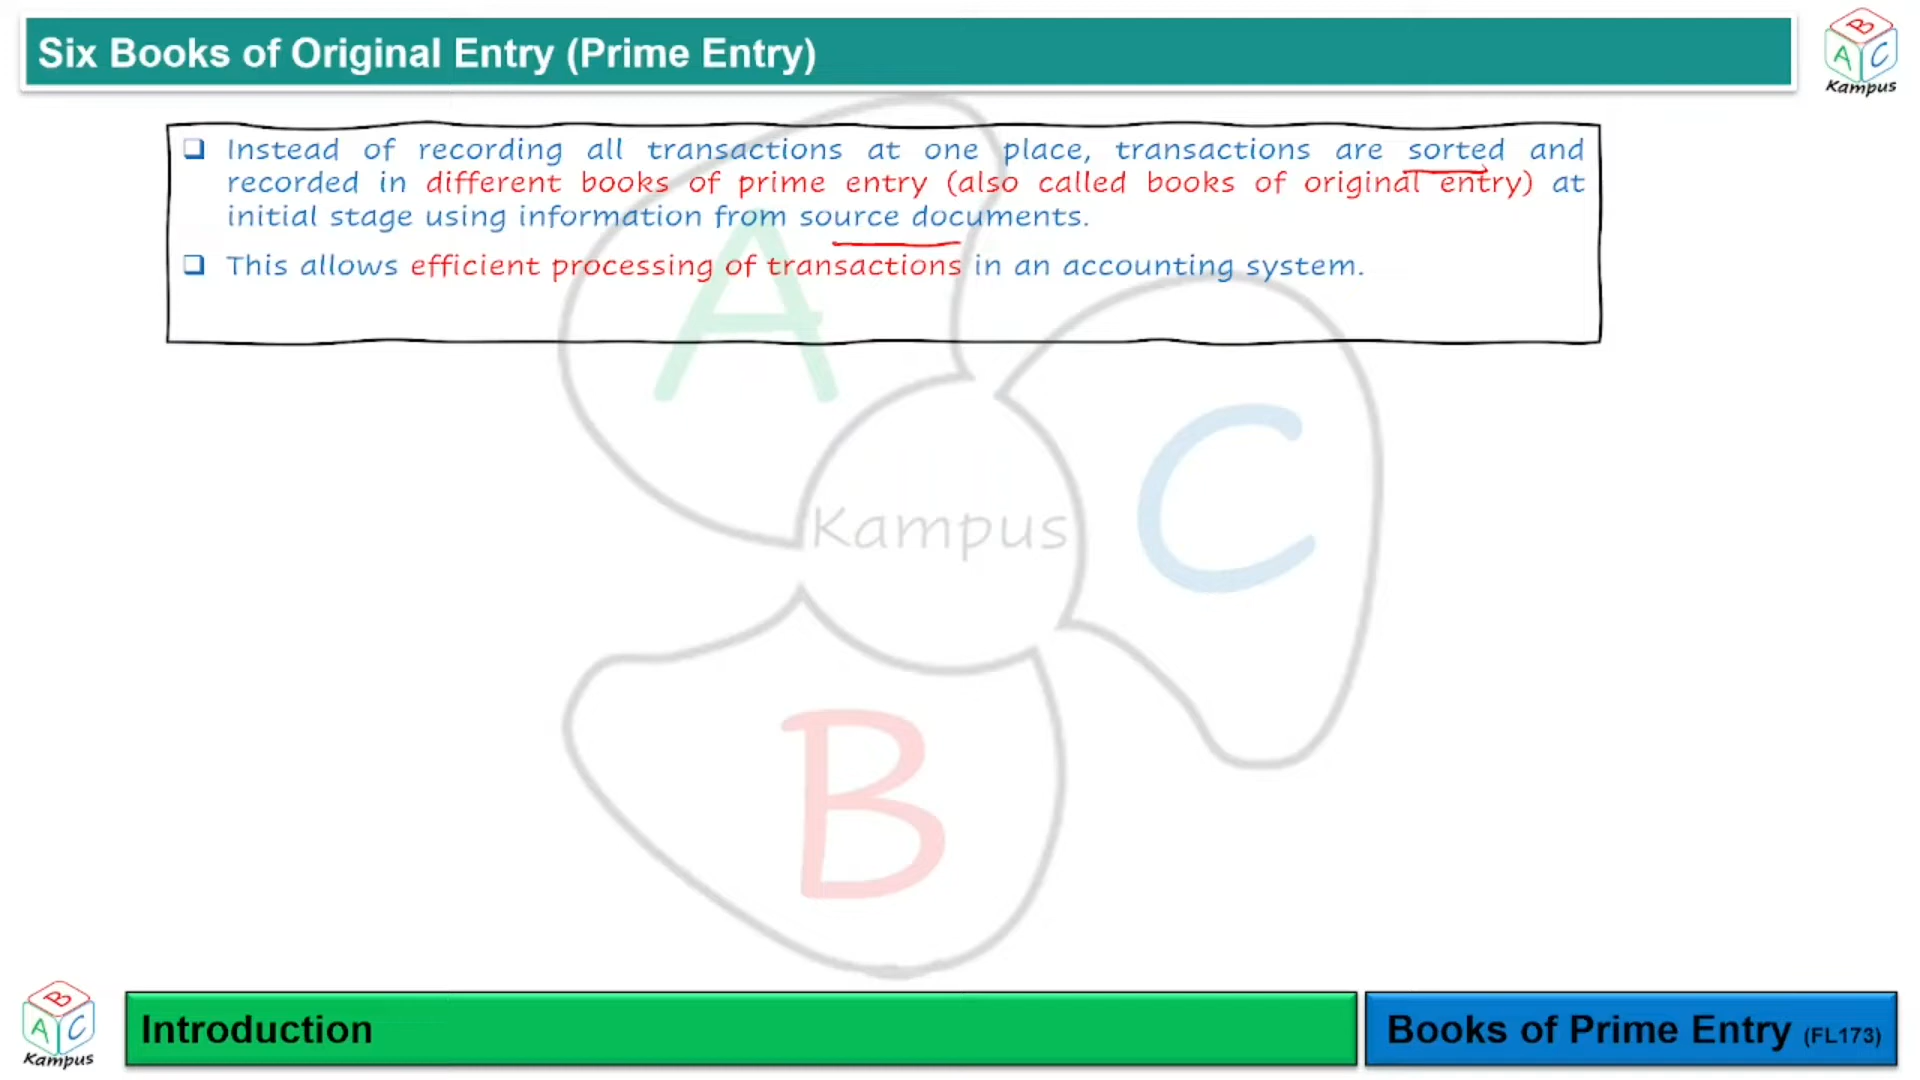 Six Books of Original Entry (Prime Entry)
B
A C
Kampus
❑ Instead of recording all transactions at one place, transactions are sorted and
recorded in different books of prime entry (also called books of original entry) at
initial stage using information from source documents.
❑ This allows efficient processing of transactions in an accounting system.
A
C
Kampus
B
B
A C
Kampus
Introduction
Books of Prime Entry (FL173)